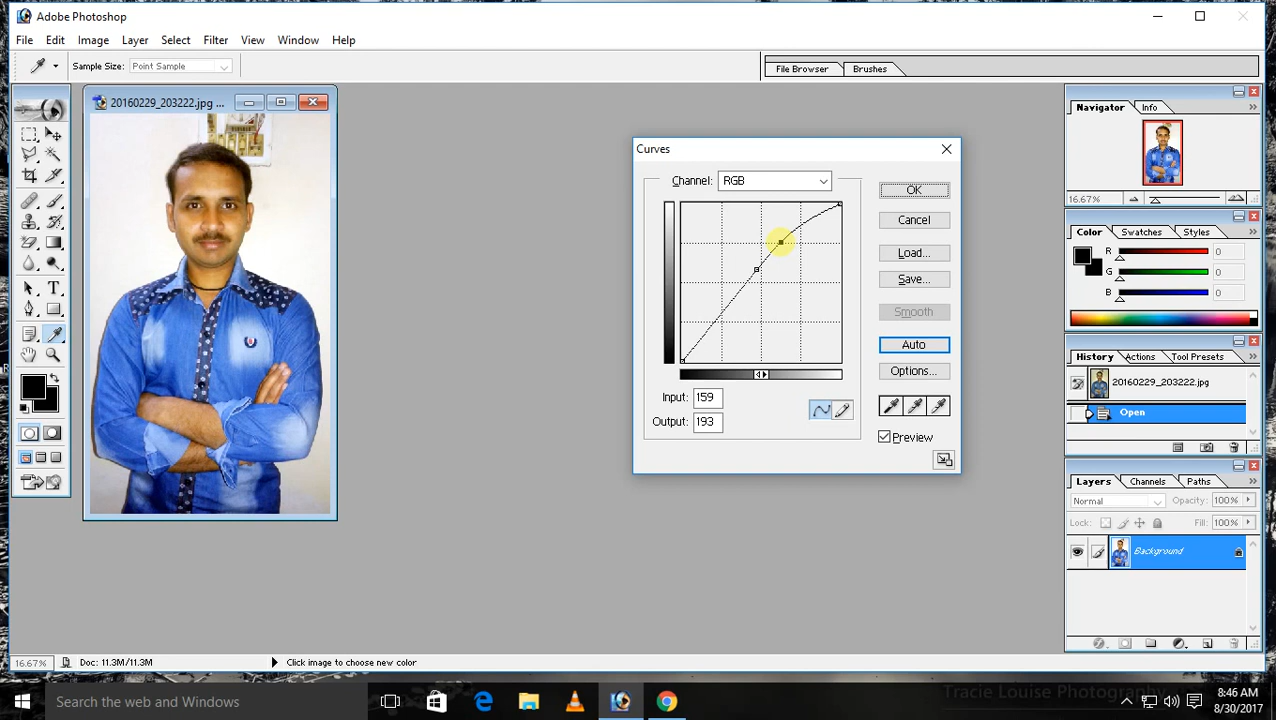 Adobe Photoshop
File Edit Image Layer Select Filter View Window Help
Sample Size: Point Sample
File Browser Brushes
20160229_203222.jpg ...
Curves
Channel: RGB
OK
Cancel
Load...
Save...
Smooth
Auto
Options...
Input: 159
Output: 193
Preview
Navigator Info
16.67%
Color Swatches Styles
R 0
G 0
B 0
History Actions Tool Presets
20160229_203222.jpg
Open
Layers Channels Paths
Normal Opacity: 100%
Lock: Fill: 100%
Background
16.67% Doc: 11.3M/11.3M Click image to choose new color
Tracie Louise Photography
Search the web and Windows
8:46 AM
8/30/2017